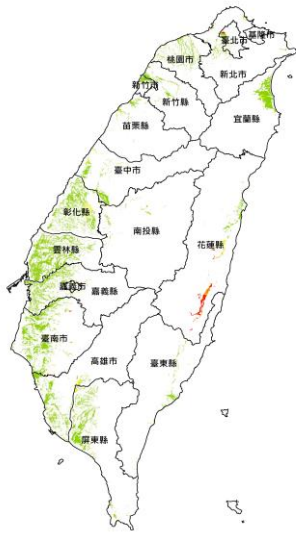 基隆市
臺北市
桃園市
新北市
新竹市
新竹縣
宜蘭縣
苗栗縣
臺中市
彰化縣
南投縣
花蓮縣
雲林縣
嘉義市
嘉義縣
臺南市
高雄市
臺東縣
屏東縣